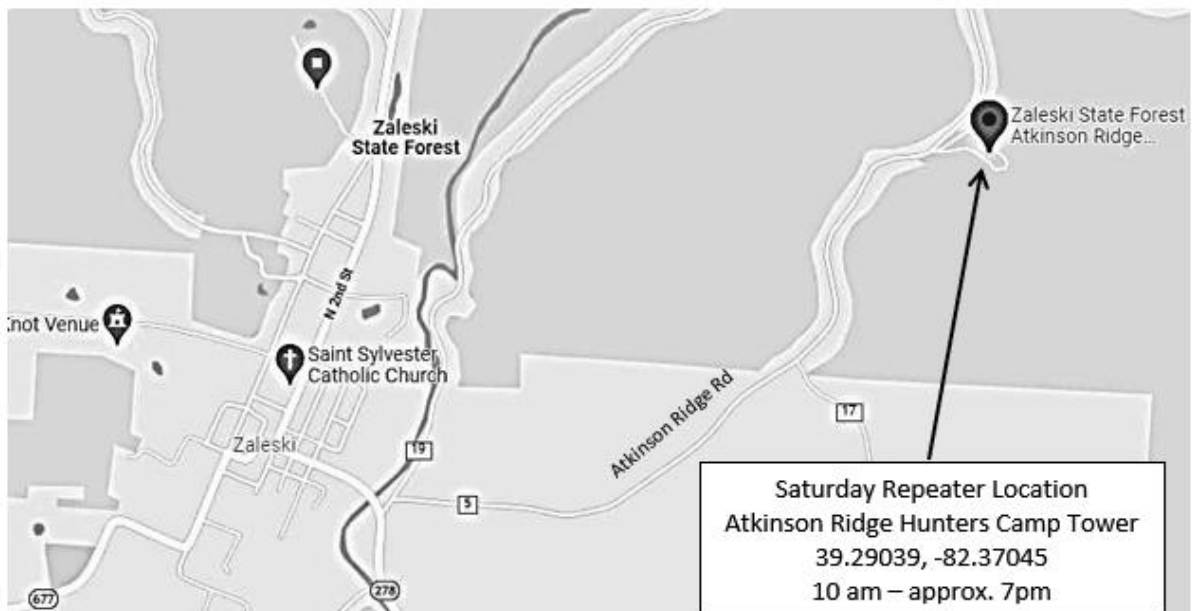 Zaleski
State Forest
Zaleski State Forest
Atkinson Ridge...
N 2nd St
Knot Venue
Saint Sylvester
Catholic Church
Atkinson Ridge Rd
17
Zaleski
19
5
Saturday Repeater Location
Atkinson Ridge Hunters Camp Tower
39.29039, -82.37045
10 am – approx. 7pm
278
677